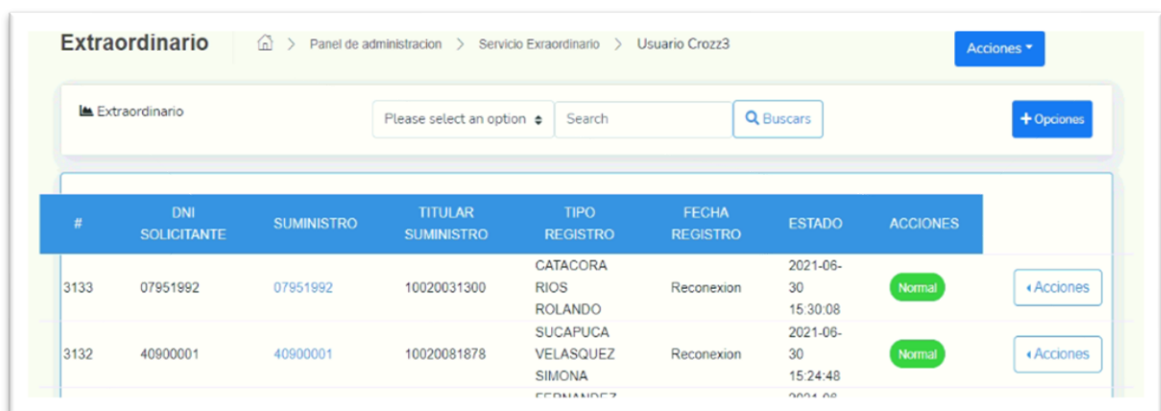 Extraordinario > Panel de administracion > Servicio Exraordinario > Usuario Crozz3 Acciones
Extraordinario Please select an option Search Buscars + Opciones
# DNI SOLICITANTE SUMINISTRO TITULAR SUMINISTRO TIPO REGISTRO FECHA REGISTRO ESTADO ACCIONES
3133 07951992 07951992 10020031300 CATACORA RIOS ROLANDO Reconexion 2021-06-30 15:30:08 Normal Acciones
3132 40900001 40900001 10020081878 SUCAPUCA VELASQUEZ SIMONA Reconexion 2021-06-30 15:24:48 Normal Acciones